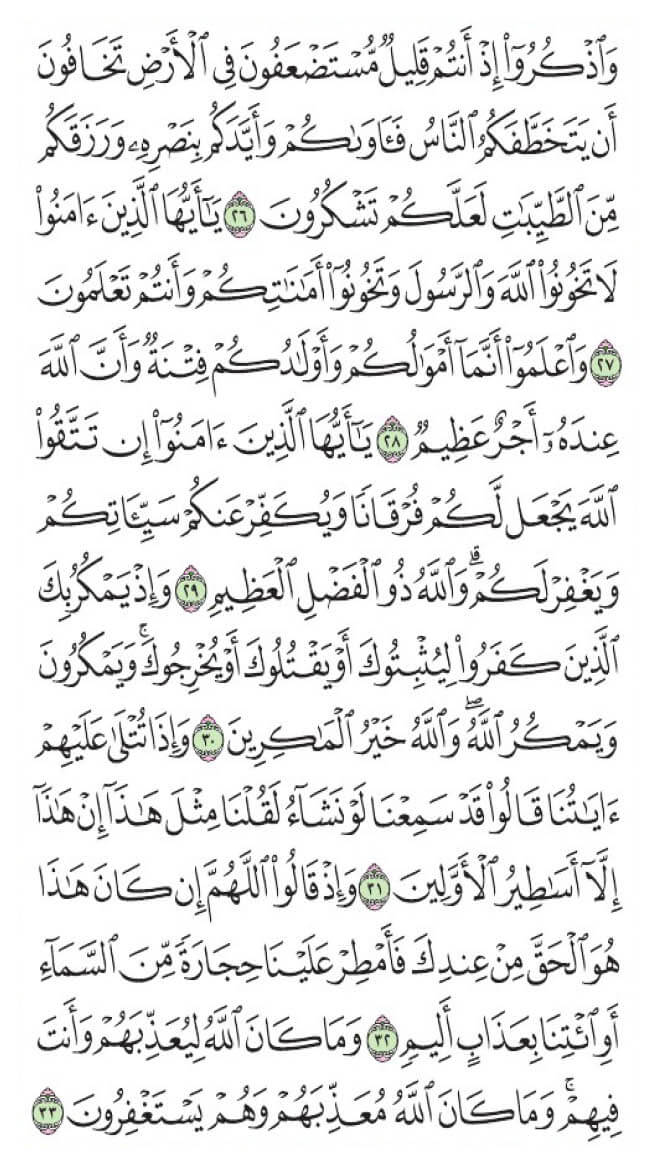 وَٱذۡكُرُوٓاْ إِذۡ أَنتُمۡ قَلِيلٞ مُّسۡتَضۡعَفُونَ فِي ٱلۡأَرۡضِ تَخَافُونَ
أَن يَتَخَطَّفَكُمُ ٱلنَّاسُ فَـَٔاوَىٰكُمۡ وَأَيَّدَكُم بِنَصۡرِهِۦ وَرَزَقَكُم
مِّنَ ٱلطَّيِّبَٰتِ لَعَلَّكُمۡ تَشۡكُرُونَ ٢٦ يَٰٓأَيُّهَا ٱلَّذِينَ ءَامَنُواْ
لَا تَخُونُواْ ٱللَّهَ وَٱلرَّسُولَ وَتَخُونُوٓاْ أَمَٰنَٰتِكُمۡ وَأَنتُمۡ تَعۡلَمُونَ
٢٧ وَٱعۡلَمُوٓاْ أَنَّمَآ أَمۡوَٰلُكُمۡ وَأَوۡلَٰدُكُمۡ فِتۡنَةٞ وَأَنَّ ٱللَّهَ
عِندَهُۥٓ أَجۡرٌ عَظِيمٞ ٢٨ يَٰٓأَيُّهَا ٱلَّذِينَ ءَامَنُوٓاْ إِن تَتَّقُواْ
ٱللَّهَ يَجۡعَل لَّكُمۡ فُرۡقَانٗا وَيُكَفِّرۡ عَنكُمۡ سَيِّـَٔاتِكُمۡ
وَيَغۡفِرۡ لَكُمۡۗ وَٱللَّهُ ذُو ٱلۡفَضۡلِ ٱلۡعَظِيمِ ٢٩ وَإِذۡ يَمۡكُرُ بِكَ
ٱلَّذِينَ كَفَرُواْ لِيُثۡبِتُوكَ أَوۡ يَقۡتُلُوكَ أَوۡ يُخۡرِجُوكَۚ وَيَمۡكُرُونَ
وَيَمۡكُرُ ٱللَّهُۖ وَٱللَّهُ خَيۡرُ ٱلۡمَٰكِرِينَ ٣٠ وَإِذَا تُتۡلَىٰ عَلَيۡهِمۡ
ءَايَٰتُنَا قَالُواْ قَدۡ سَمِعۡنَا لَوۡ نَشَآءُ لَقُلۡنَا مِثۡلَ هَٰذَآ إِنۡ هَٰذَآ
إِلَّآ أَسَٰطِيرُ ٱلۡأَوَّلِينَ ٣١ وَإِذۡ قَالُواْ ٱللَّهُمَّ إِن كَانَ هَٰذَا
هُوَ ٱلۡحَقَّ مِنۡ عِندِكَ فَأَمۡطِرۡ عَلَيۡنَا حِجَارَةٗ مِّنَ ٱلسَّمَآءِ
أَوِ ٱئۡتِنَا بِعَذَابٍ أَلِيمٖ ٣٢ وَمَا كَانَ ٱللَّهُ لِيُعَذِّبَهُمۡ وَأَنتَ
فِيهِمۡۚ وَمَا كَانَ ٱللَّهُ مُعَذِّبَهُمۡ وَهُمۡ يَسۡتَغۡفِرُونَ ٣٣